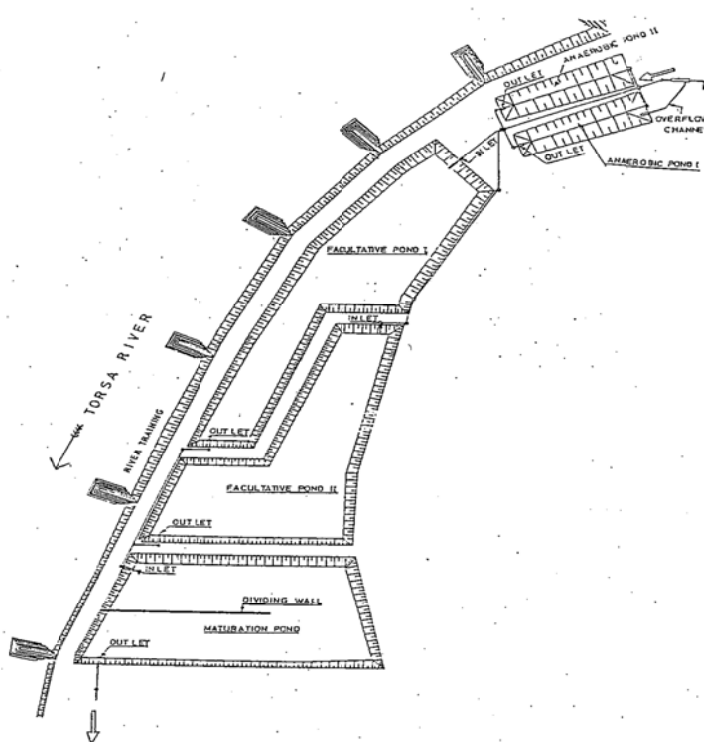 ANAEROBIC POND II
OUTLET
OVERFLOW
CHANNEL
INLET
OUTLET
ANAEROBIC POND I
FACULTATIVE POND I
INLET
TORSA RIVER
RIVER TRAINING
OUTLET
FACULTATIVE POND II
OUTLET
INLET
DIVIDING WALL
MATURATION POND
OUTLET